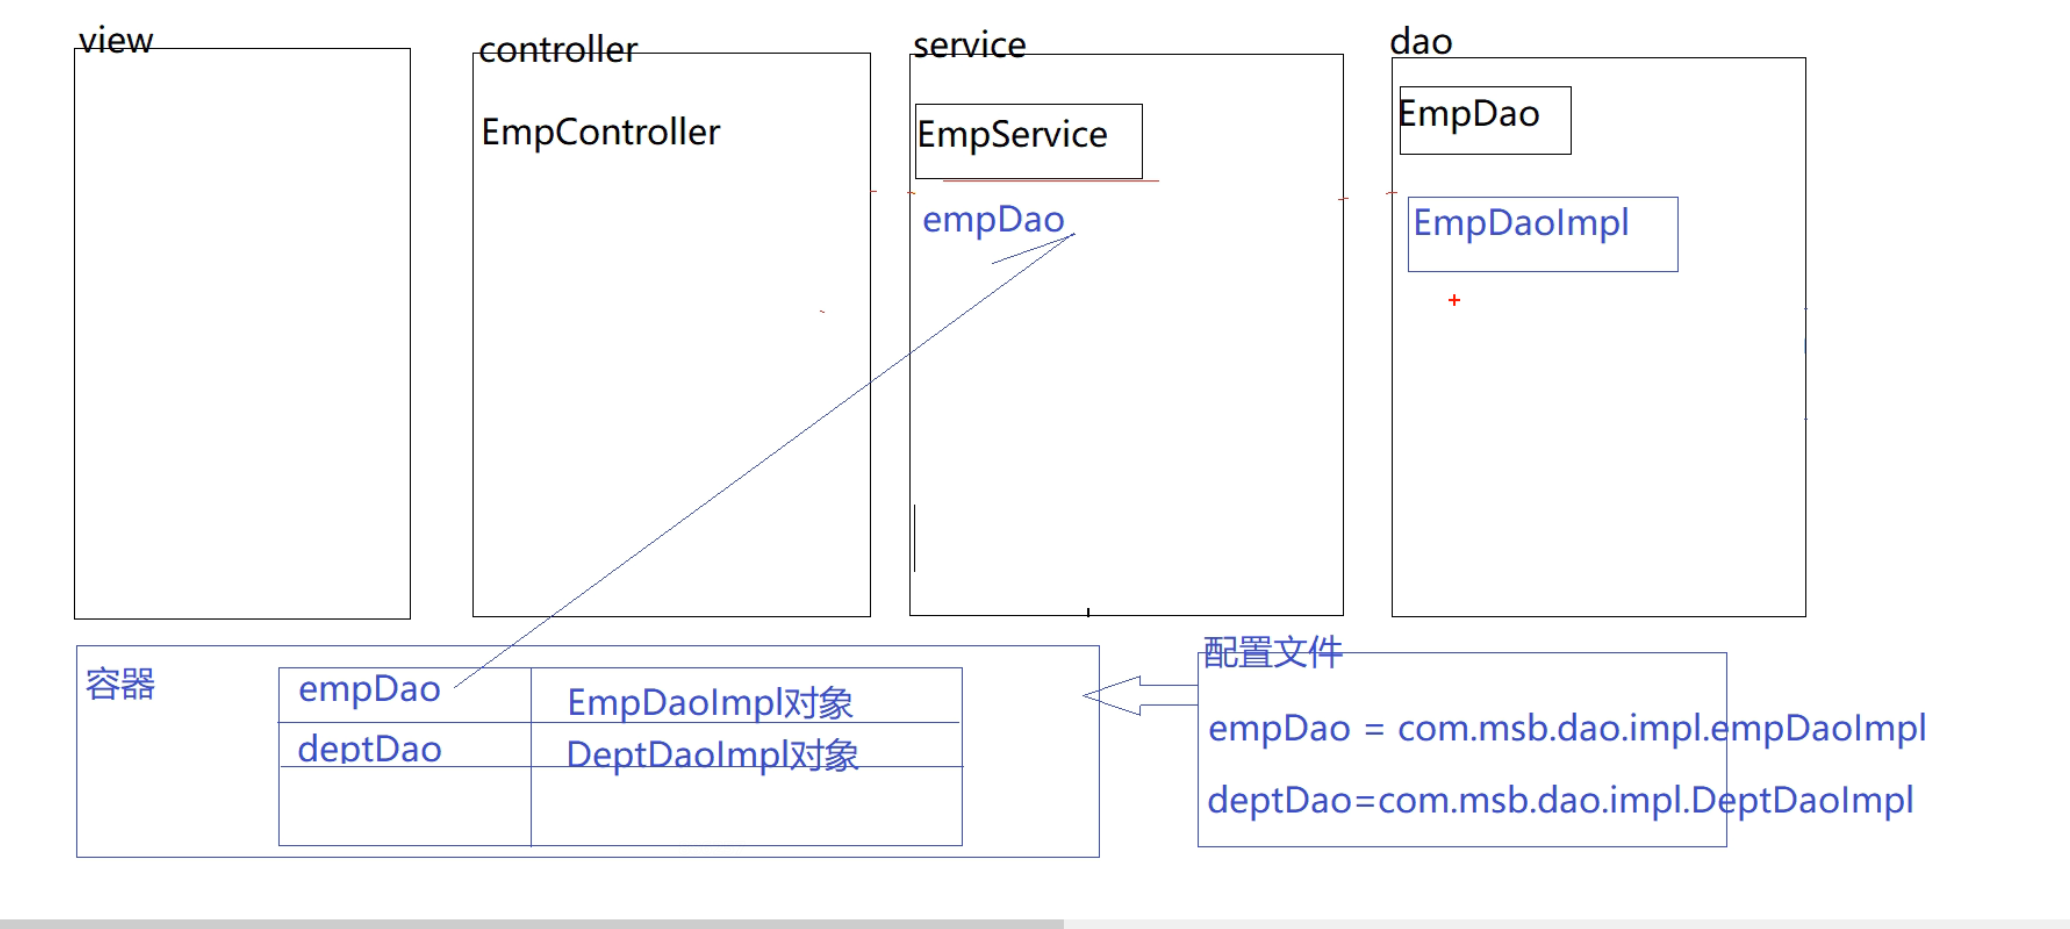 view
controller
service
dao
EmpController
EmpService
EmpDao
empDao
EmpDaoImpl
容器
empDao
EmpDaoImpl对象
deptDao
DeptDaoImpl对象
配置文件
empDao = com.msb.dao.impl.empDaoImpl
deptDao=com.msb.dao.impl.DeptDaoImpl